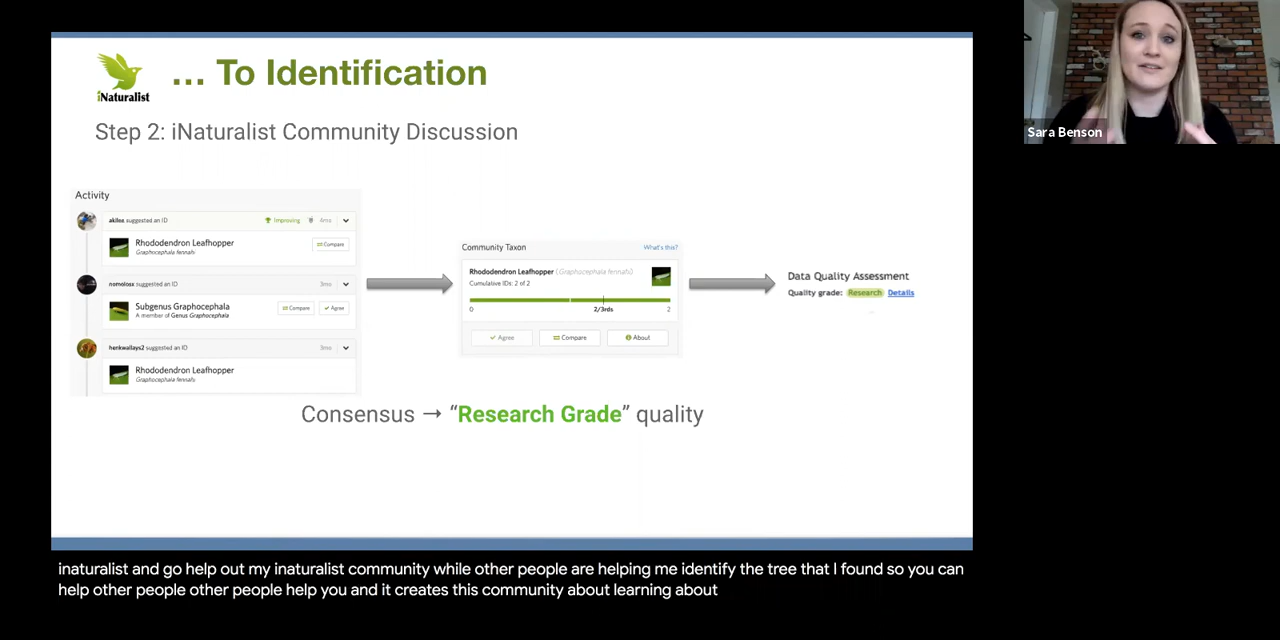 iNaturalist
... To Identification
Step 2: iNaturalist Community Discussion
Activity
akilee suggested an ID
Improving
4mo
Rhododendron Leafhopper
Graphocephala fennahi
Compare
nomolosx suggested an ID
3mo
Subgenus Graphocephala
A member of Genus Graphocephala
Compare
Agree
henkwallays2 suggested an ID
3mo
Rhododendron Leafhopper
Graphocephala fennahi
Community Taxon
What's this?
Rhododendron Leafhopper (Graphocephala fennahi)
Cumulative IDs: 2 of 2
0
2/3rds
2
Agree
Compare
About
Data Quality Assessment
Quality grade: Research Details
Consensus → “Research Grade” quality
Sara Benson
inaturalist and go help out my inaturalist community while other people are helping me identify the tree that I found so you can
help other people other people help you and it creates this community about learning about